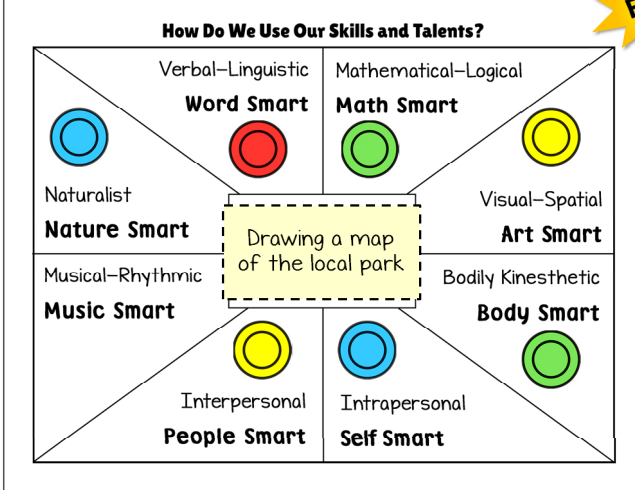 How Do We Use Our Skills and Talents?
Verbal-Linguistic
Word Smart
Mathematical-Logical
Math Smart
Naturalist
Nature Smart
Visual-Spatial
Art Smart
Drawing a map
of the local park
Musical-Rhythmic
Music Smart
Bodily Kinesthetic
Body Smart
Interpersonal
People Smart
Intrapersonal
Self Smart